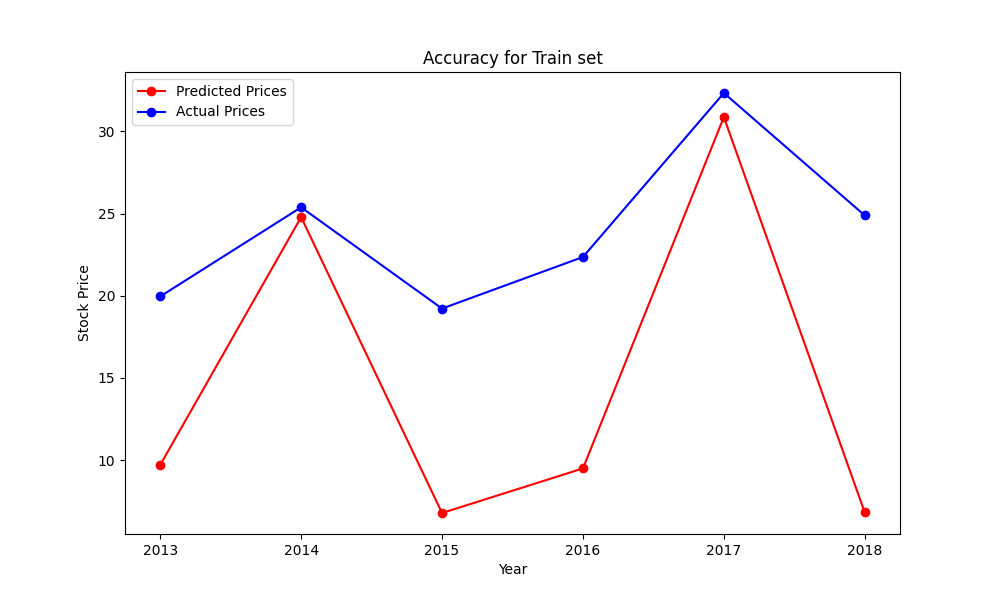 Accuracy for Train set
Predicted Prices
Actual Prices
30
25
20
15
10
Stock Price
2013 2014 2015 2016 2017 2018
Year